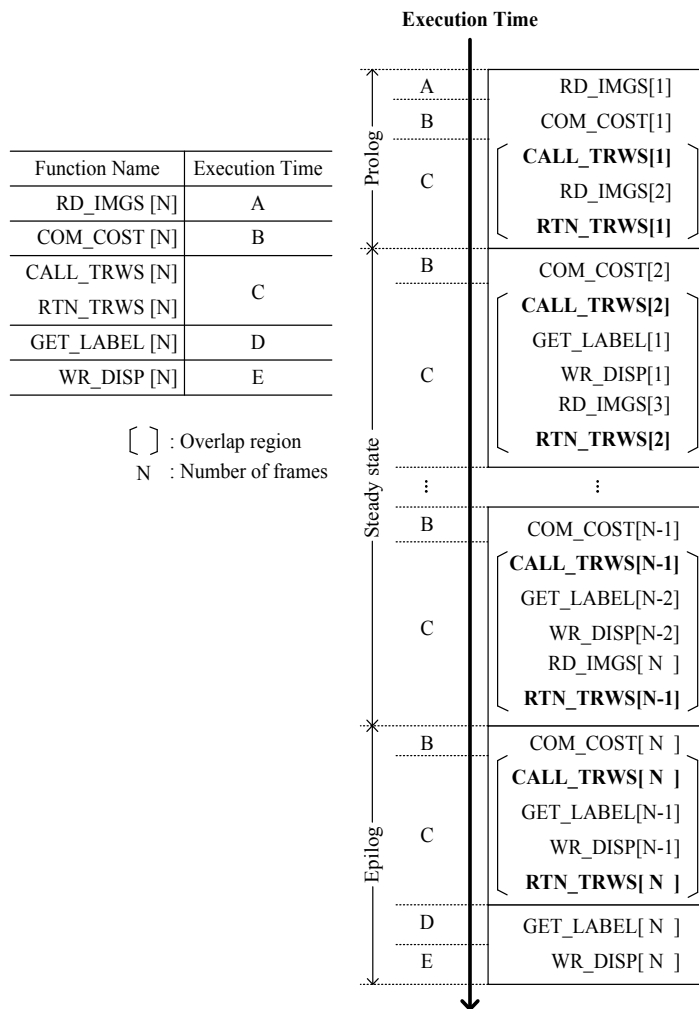 Execution Time
Function Name Execution Time
RD_IMGS [N] A
COM_COST [N] B
CALL_TRWS [N]
RTN_TRWS [N]
C
GET_LABEL [N] D
WR_DISP [N] E
[ ] : Overlap region
N : Number of frames
Prolog
A RD_IMGS[1]
B COM_COST[1]
CALL_TRWS[1]
C RD_IMGS[2]
RTN_TRWS[1]
Steady state
B COM_COST[2]
CALL_TRWS[2]
GET_LABEL[1]
C WR_DISP[1]
RD_IMGS[3]
RTN_TRWS[2]
⋮ ⋮
B COM_COST[N-1]
CALL_TRWS[N-1]
GET_LABEL[N-2]
C WR_DISP[N-2]
RD_IMGS[ N ]
RTN_TRWS[N-1]
Epilog
B COM_COST[ N ]
CALL_TRWS[ N ]
GET_LABEL[N-1]
C WR_DISP[N-1]
RTN_TRWS[ N ]
D GET_LABEL[ N ]
E WR_DISP[ N ]